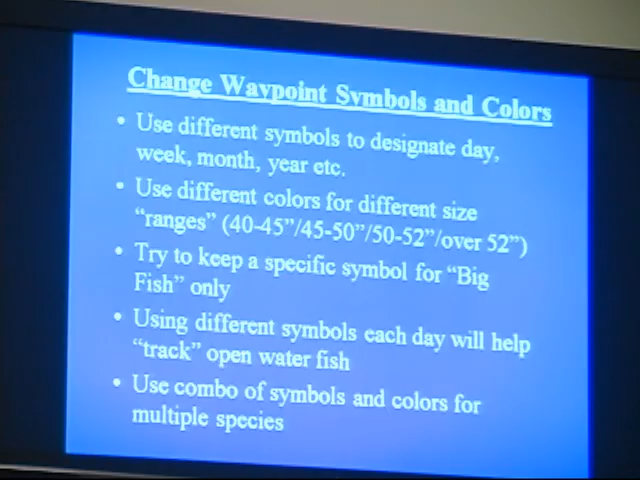 Change Waypoint Symbols and Colors
• Use different symbols to designate day,
week, month, year etc.
• Use different colors for different size
“ranges” (40-45”/45-50”/50-52”/over 52”)
• Try to keep a specific symbol for “Big
Fish” only
• Using different symbols each day will help
“track” open water fish
• Use combo of symbols and colors for
multiple species